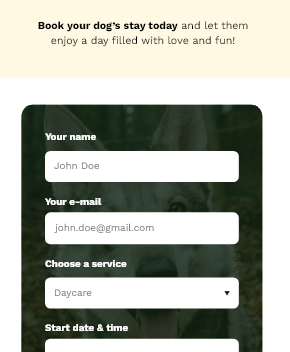 Book your dog's stay today and let them
enjoy a day filled with love and fun!
Your name
John Doe
Your e-mail
john.doe@gmail.com
Choose a service
Daycare
Start date & time